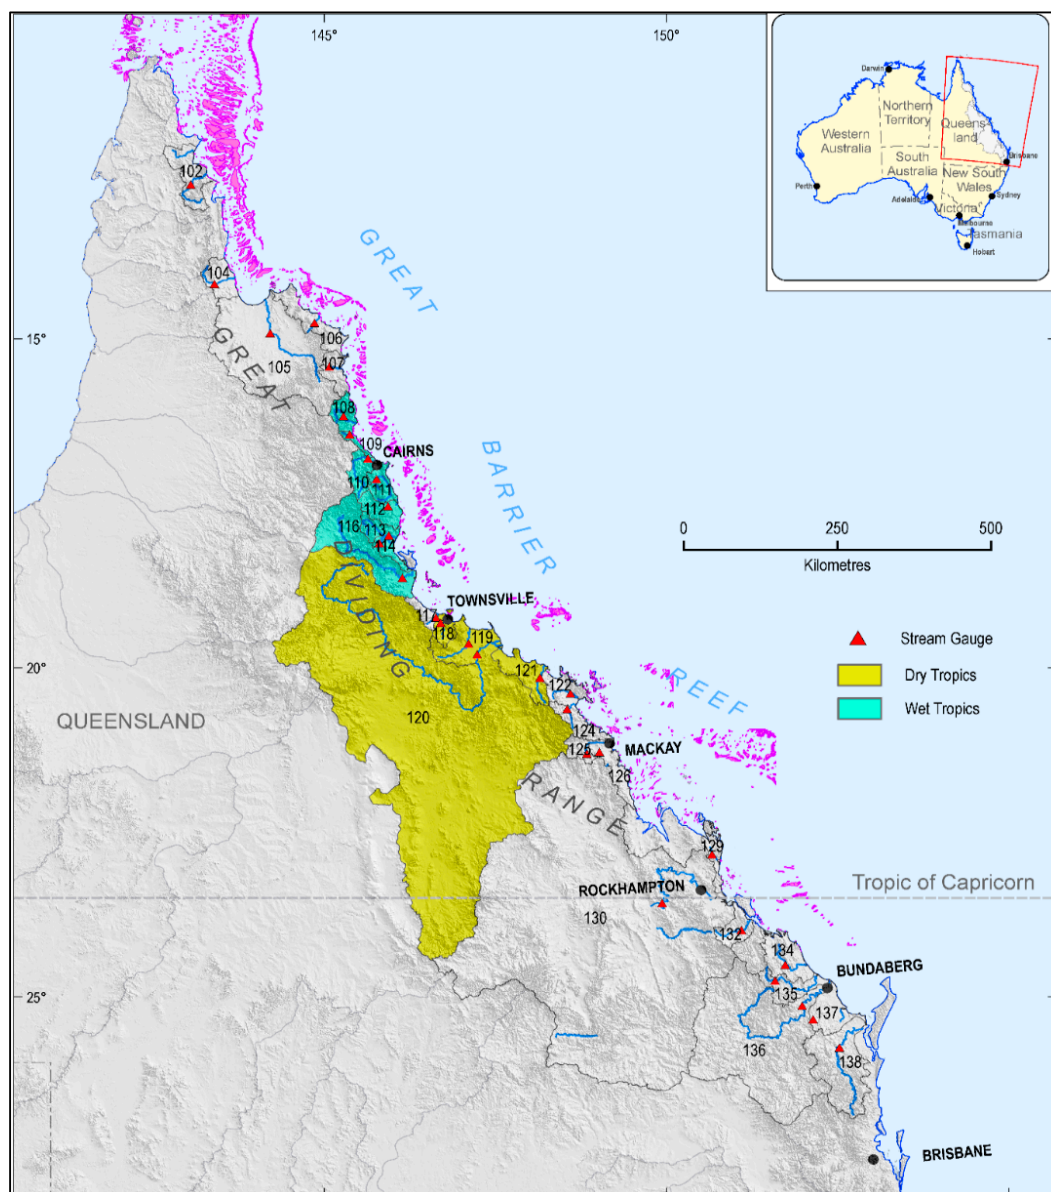 145°
150°
Darwin
Northern
Territory
Western
Australia
Queens-
land
South
Australia
Brisbane
New South
Wales
Perth
Adelaide
Sydney
Victoria
Melbourne
Tasmania
Hobart
102
104
GREAT
15°
106
107
105
GREAT
108
109
CAIRNS
110
111
112
113
114
116
BARRIER
0
250
500
Kilometres
DIVIDING
TOWNSVILLE
117
118
119
Stream Gauge
Dry Tropics
Wet Tropics
20°
121
122
REEF
QUEENSLAND
120
124
125
MACKAY
126
RANGE
129
Tropic of Capricorn
ROCKHAMPTON
130
132
134
BUNDABERG
25°
135
137
136
138
BRISBANE